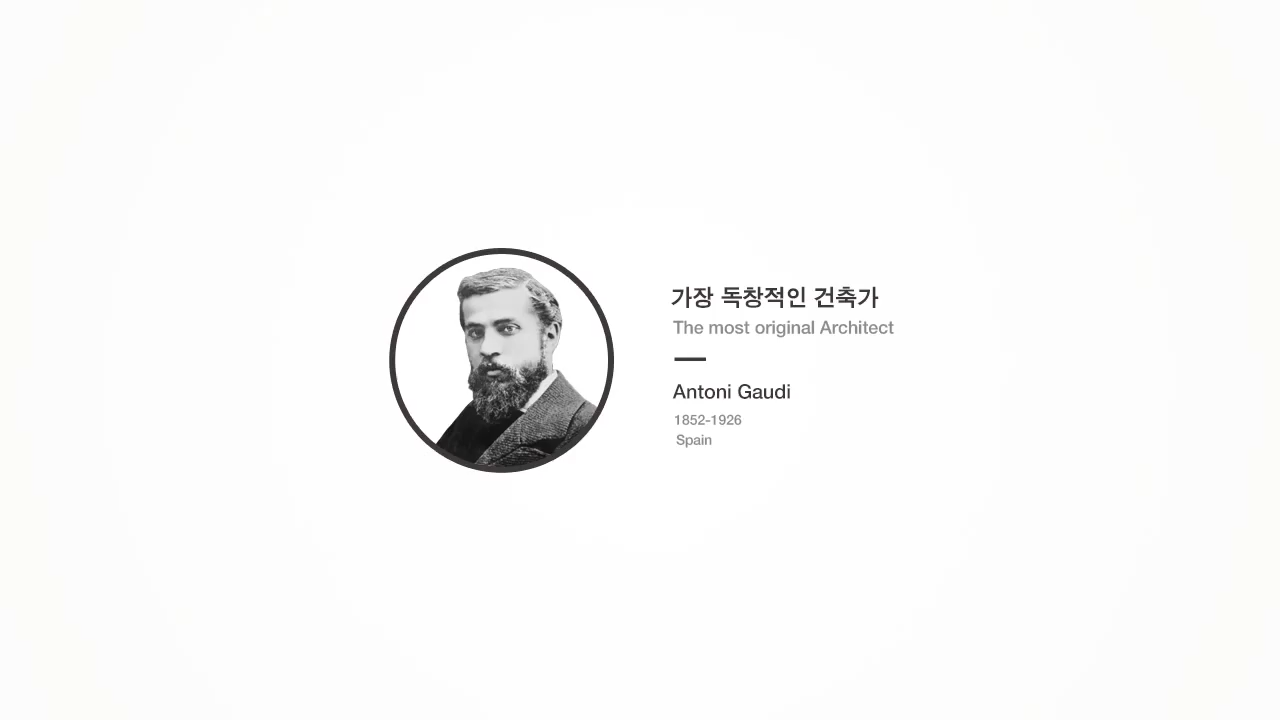 가장 독창적인 건축가
The most original Architect
Antoni Gaudi
1852-1926
Spain